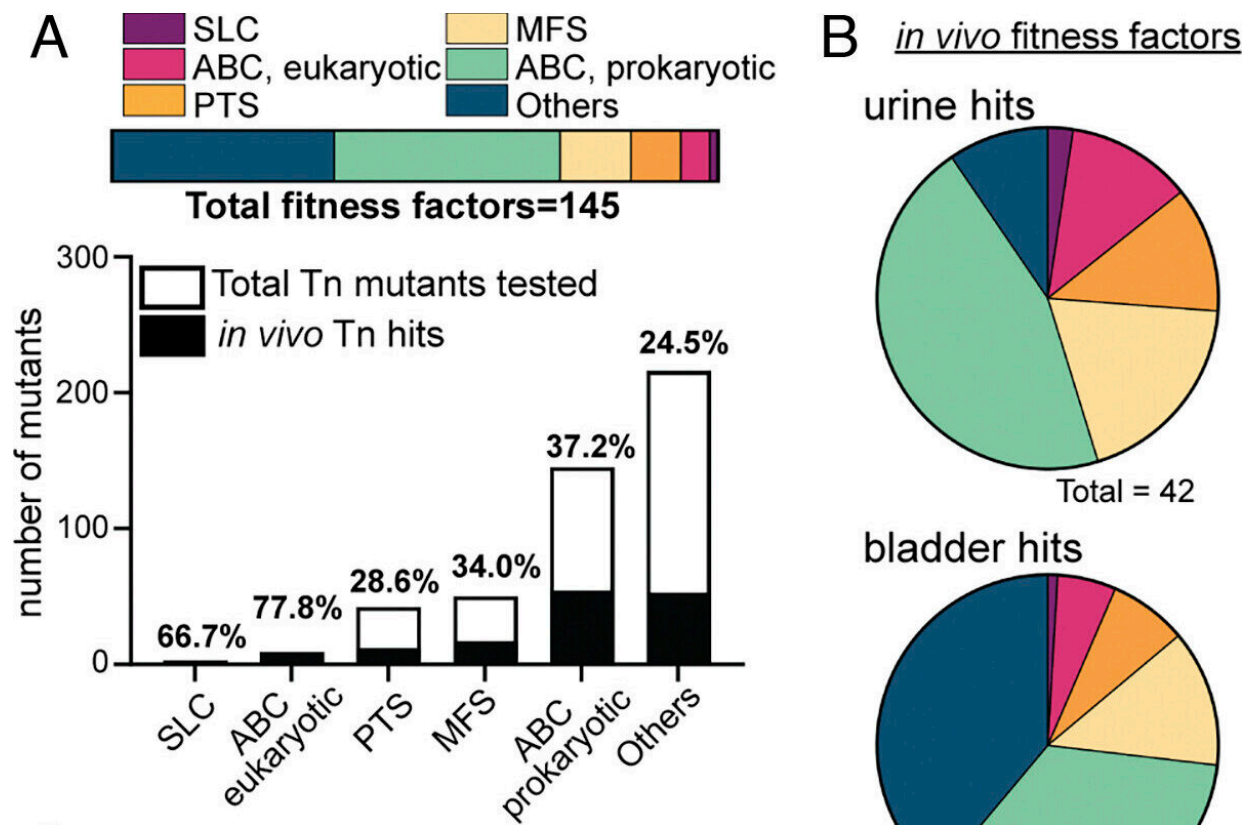 A
SLC
MFS
ABC, eukaryotic
ABC, prokaryotic
PTS
Others
Total fitness factors=145
300
200
100
0
number of mutants
Total Tn mutants tested
in vivo Tn hits
66.7%
77.8%
28.6%
34.0%
37.2%
24.5%
SLC
ABC
eukaryotic
PTS
MFS
ABC
prokaryotic
Others
B
in vivo fitness factors
urine hits
Total = 42
bladder hits